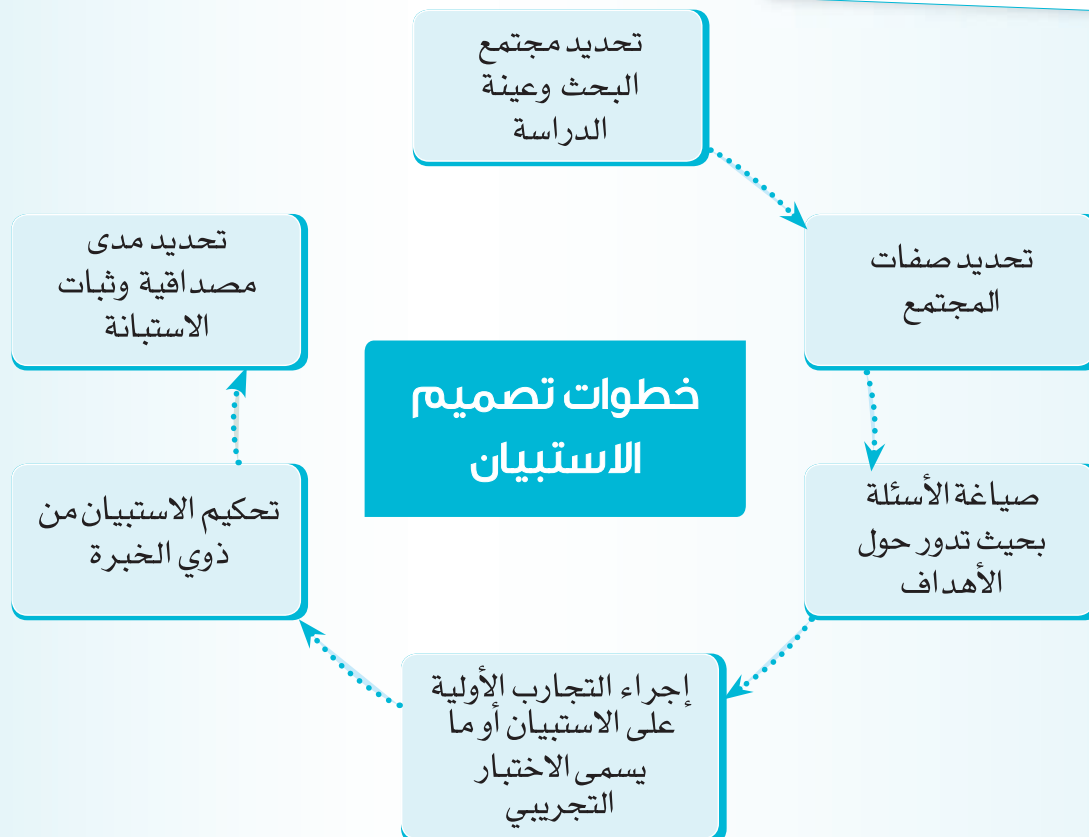 تحديد مجتمع
البحث وعينة
الدراسة
تحديد صفات
المجتمع
صياغة الأسئلة
بحيث تدور حول
الأهداف
إجراء التجارب الأولية
على الاستبيان أو ما
يسمى الاختبار
التجريبي
تحكيم الاستبيان من
ذوي الخبرة
تحديد مدى
مصداقية وثبات
الاستبانة
خطوات تصميم
الاستبيان